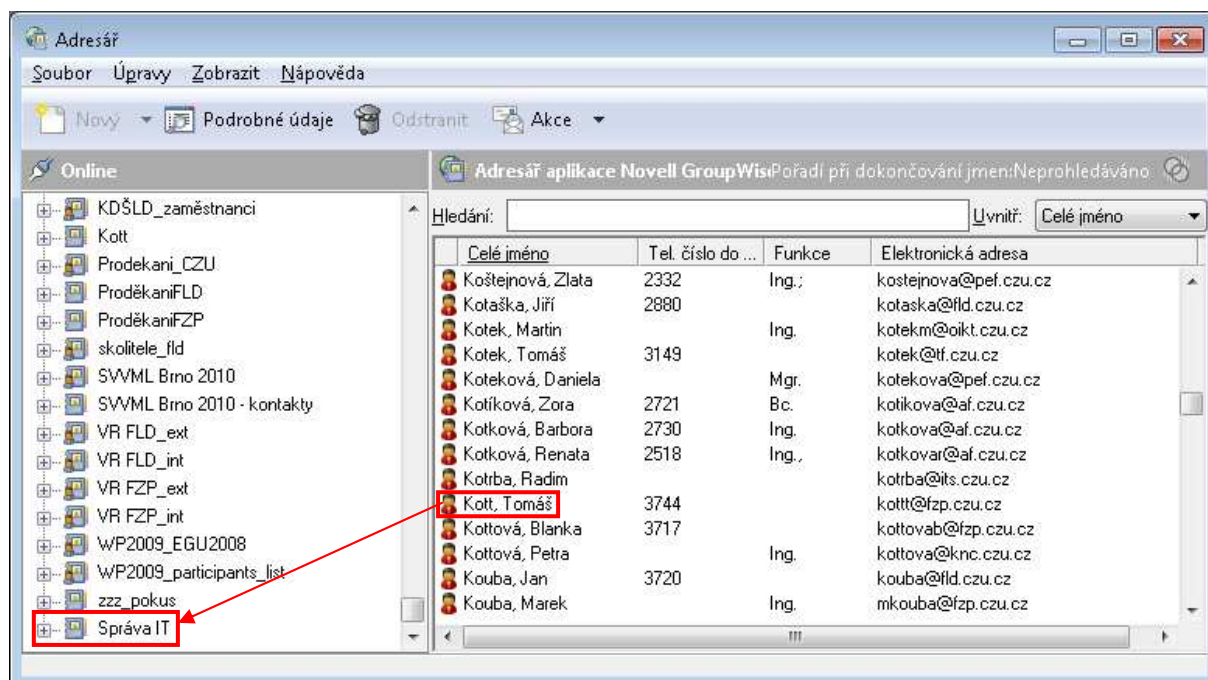 Adresář
Soubor Úpravy Zobrazit Nápověda
Nový Podrobné údaje Odstranit Akce
Online
KDŠLD_zaměstnanci
Kott
Prodekani_CZU
ProděkaniFLD
ProděkaniFZP
skolitele_fld
SVVML Brno 2010
SVVML Brno 2010 - kontakty
VR FLD_ext
VR FLD_int
VR FZP_ext
VR FZP_int
WP2009_EGU2008
WP2009_participants_list
zzz_pokus
Správa IT
Adresář aplikace Novell GroupWise Pořadí při dokončování jmen:Neprohledáváno
Hledání: Uvnitř: Celé jméno
Celé jméno Tel. číslo do ... Funkce Elektronická adresa
Koštejnová, Zlata 2332 Ing.; kostejnova@pef.czu.cz
Kotaška, Jiří 2880 kotaska@fld.czu.cz
Kotek, Martin Ing. kotekm@oikt.czu.cz
Kotek, Tomáš 3149 kotek@tf.czu.cz
Koteková, Daniela Mgr. kotekova@pef.czu.cz
Kotíková, Zora 2721 Bc. kotikova@af.czu.cz
Kotková, Barbora 2730 Ing. kotkova@af.czu.cz
Kotková, Renata 2518 Ing., kotkovar@af.czu.cz
Kotrba, Radim kotrba@its.czu.cz
Kott, Tomáš 3744 kottt@fzp.czu.cz
Kottová, Blanka 3717 kottovab@fzp.czu.cz
Kottová, Petra Ing. kottova@knc.czu.cz
Kouba, Jan 3720 kouba@fld.czu.cz
Kouba, Marek Ing. mkouba@fzp.czu.cz